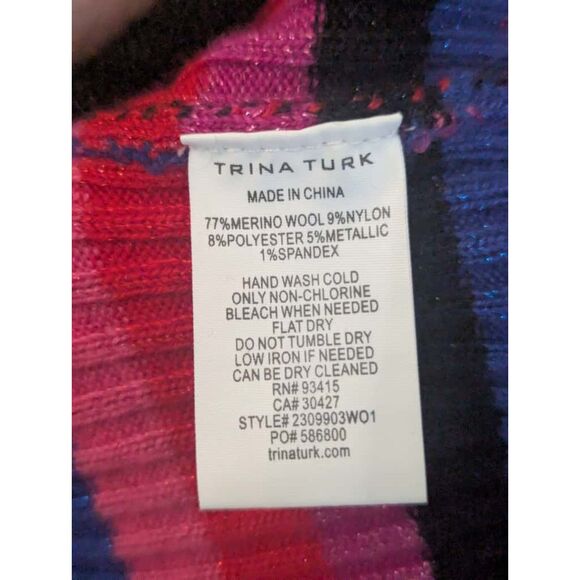 TRINA TURK
MADE IN CHINA
77%MERINO WOOL 9%NYLON
8%POLYESTER 5%METALLIC
1%SPANDEX
HAND WASH COLD
ONLY NON-CHLORINE
BLEACH WHEN NEEDED
FLAT DRY
DO NOT TUMBLE DRY
LOW IRON IF NEEDED
CAN BE DRY CLEANED
RN# 93415
CA# 30427
STYLE# 2309903WO1
PO# 586800
trinaturk.com